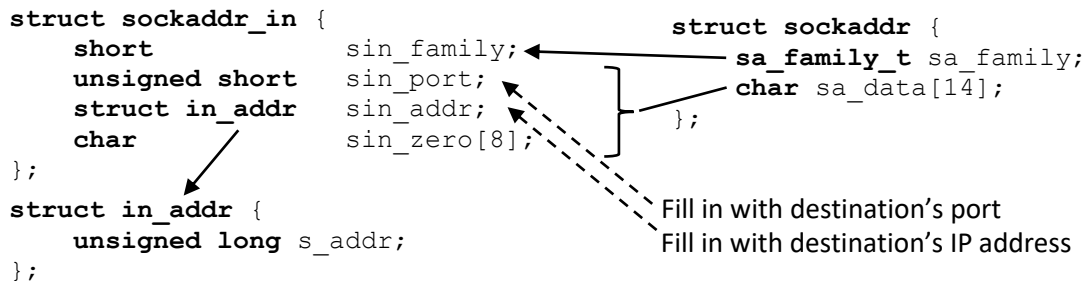 struct sockaddr_in {
short sin_family;
unsigned short sin_port;
struct in_addr sin_addr;
char sin_zero[8];
};
struct in_addr {
unsigned long s_addr;
};
struct sockaddr {
sa_family_t sa_family;
char sa_data[14];
};
Fill in with destination’s port
Fill in with destination’s IP address